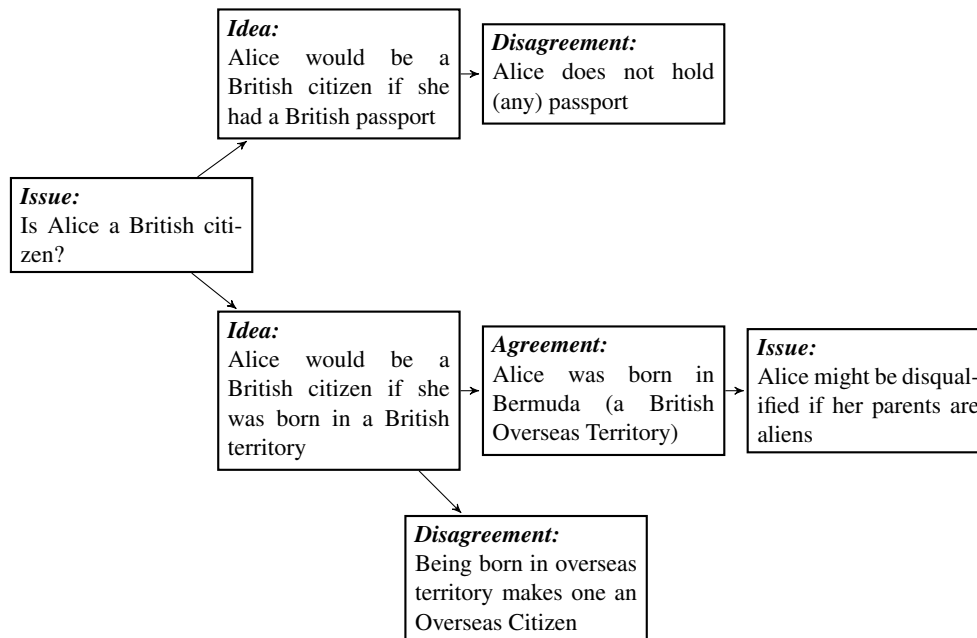 Idea:
Alice would be a
British citizen if she
had a British passport
Disagreement:
Alice does not hold
(any) passport
Issue:
Is Alice a British citi-
zen?
Idea:
Alice would be a
British citizen if she
was born in a British
territory
Agreement:
Alice was born in
Bermuda (a British
Overseas Territory)
Issue:
Alice might be disqual-
ified if her parents are
aliens
Disagreement:
Being born in overseas
territory makes one an
Overseas Citizen